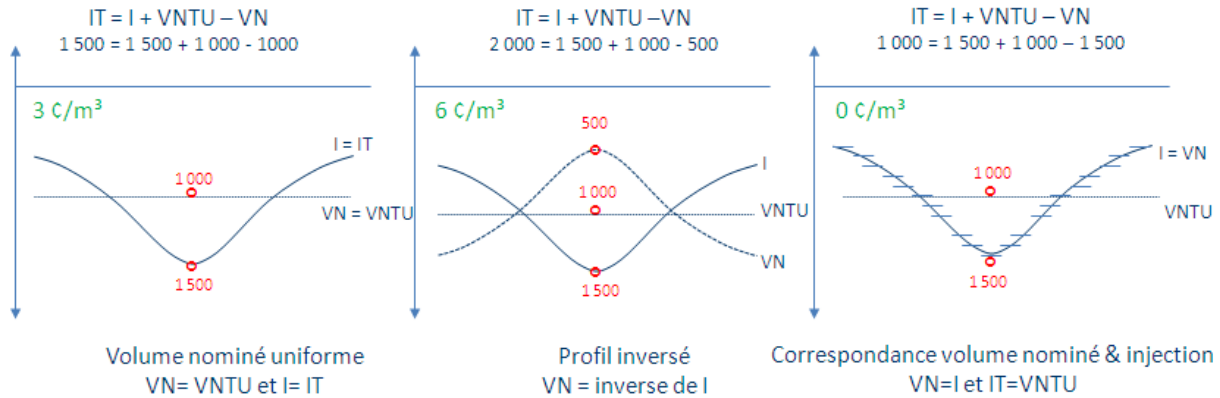 IT = I + VNTU – VN
1 500 = 1 500 + 1 000 - 1000
3 ₵/m³
I = IT
1 000
VN = VNTU
1 500
Volume nominé uniforme
VN= VNTU et I= IT
IT = I + VNTU –VN
2 000 = 1 500 + 1 000 - 500
6 ₵/m³
500
I
1 000
VNTU
VN
1 500
Profil inversé
VN = inverse de I
IT = I + VNTU – VN
1 000 = 1 500 + 1 000 – 1 500
0 ₵/m³
I = VN
1 000
VNTU
1 500
Correspondance volume nominé & injection
VN=I et IT=VNTU